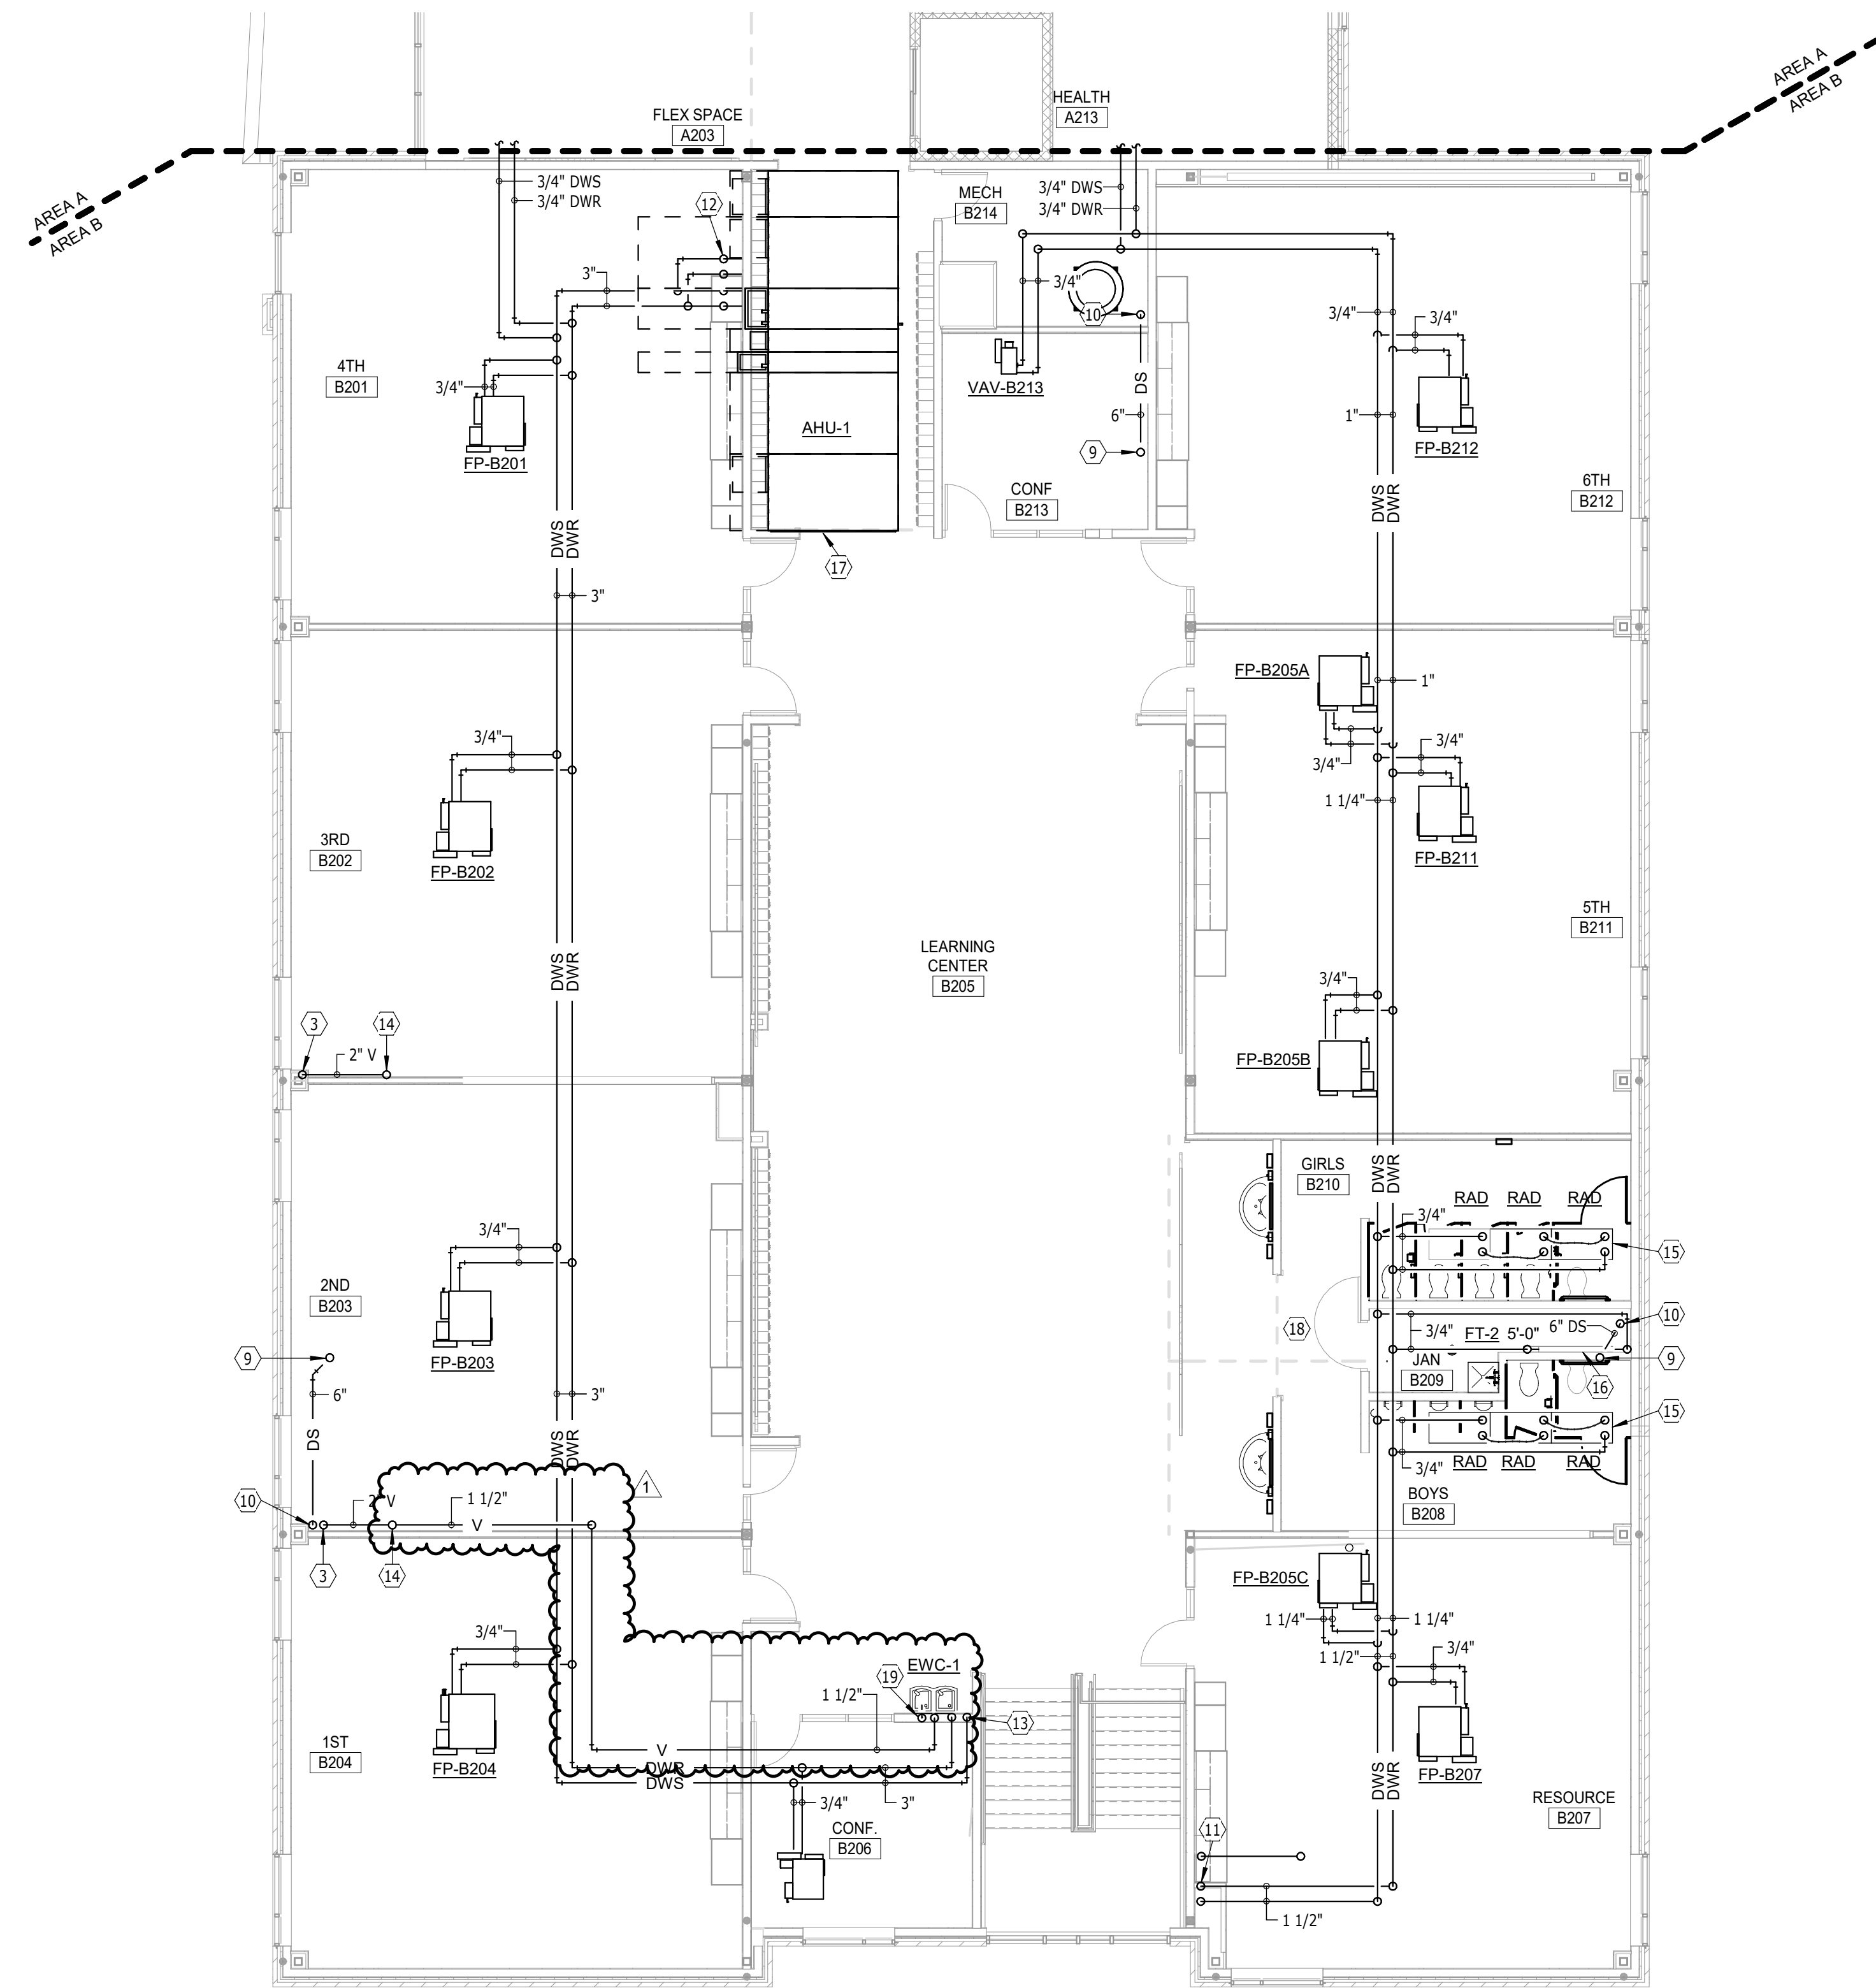 AREA A
AREA B
FLEX SPACE
A203
HEALTH
A213
AREA A
AREA B
3/4" DWS
3/4" DWR
12
MECH
B214
3/4" DWS
3/4" DWR
3"
3/4"
10
3/4"
3/4"
4TH
B201
3/4"
FP-B201
AHU-1
VAV-B213
DS
6"
9
1"
FP-B212
CONF
B213
6TH
B212
DWS
DWR
DWS
DWR
17
3"
FP-B205A
1"
3/4"
3/4"
3/4"
1 1/4"
3RD
B202
FP-B202
FP-B211
LEARNING
CENTER
B205
5TH
B211
DWS
DWR
3/4"
3
14
2" V
FP-B205B
GIRLS
B210
DWS
DWR
RAD
RAD
RAD
3/4"
15
3/4"
2ND
B203
FP-B203
18
3/4"
FT-2
5'-0"
6" DS
10
9
6"
JAN
B209
9
16
3"
DS
DWS
DWR
15
3/4"
RAD
RAD
RAD
BOYS
B208
1
10
V
1 1/2"
V
3
14
FP-B205C
1 1/4"
1 1/4"
3/4"
1 1/2"
3/4"
EWC-1
19
1 1/2"
13
1ST
B204
FP-B204
V
DWR
DWS
3/4"
3"
CONF.
B206
DWS
DWR
FP-B207
RESOURCE
B207
11
1 1/2"